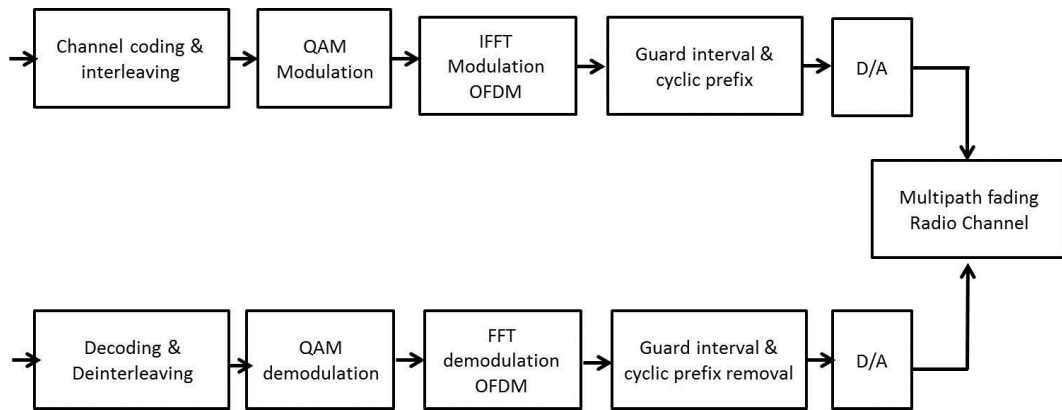 Channel coding &
interleaving
QAM
Modulation
IFFT
Modulation
OFDM
Guard interval &
cyclic prefix
D/A
Multipath fading
Radio Channel
Decoding &
Deinterleaving
QAM
demodulation
FFT
demodulation
OFDM
Guard interval &
cyclic prefix removal
D/A